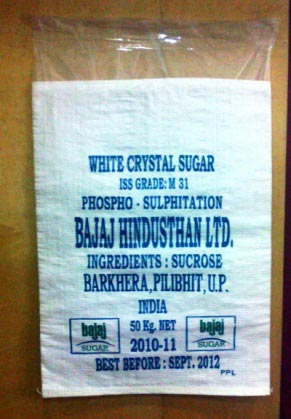 WHITE CRYSTAL SUGAR
ISS GRADE: M 31
PHOSPHO - SULPHITATION
BAJAJ HINDUSTHAN LTD.
INGREDIENTS : SUCROSE
BARKHERA, PILIBHIT, U.P.
INDIA
50 Kg. NET
bajaj SUGAR
2010-11
bajaj SUGAR
BEST BEFORE : SEPT. 2012
PPL